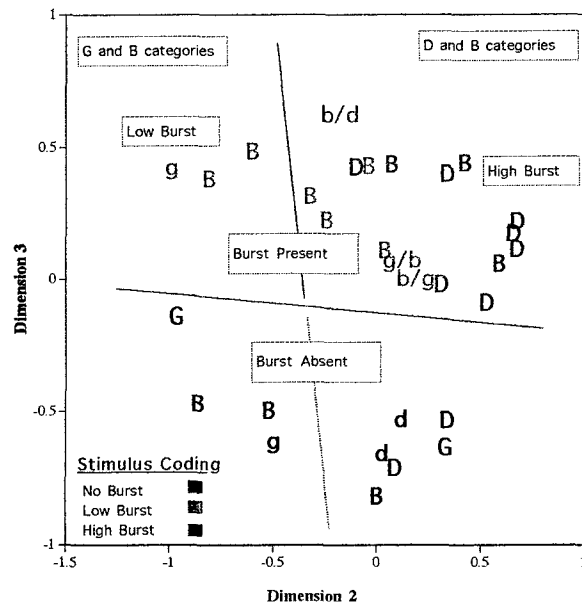 1
G and B categories
D and B categories
b/d
0.5
Low Burst
B
D
B
B
D
B
High Burst
g
B
B
B
D
D
D
B
g/b
B
Burst Present
b/g
D
D
0
G
Burst Absent
B
B
d
D
-0.5
g
d
G
D
B
Stimulus Coding
No Burst
Low Burst
High Burst
-1
-1.5
-1
-0.5
0
0.5
1
Dimension 2
Dimension 3